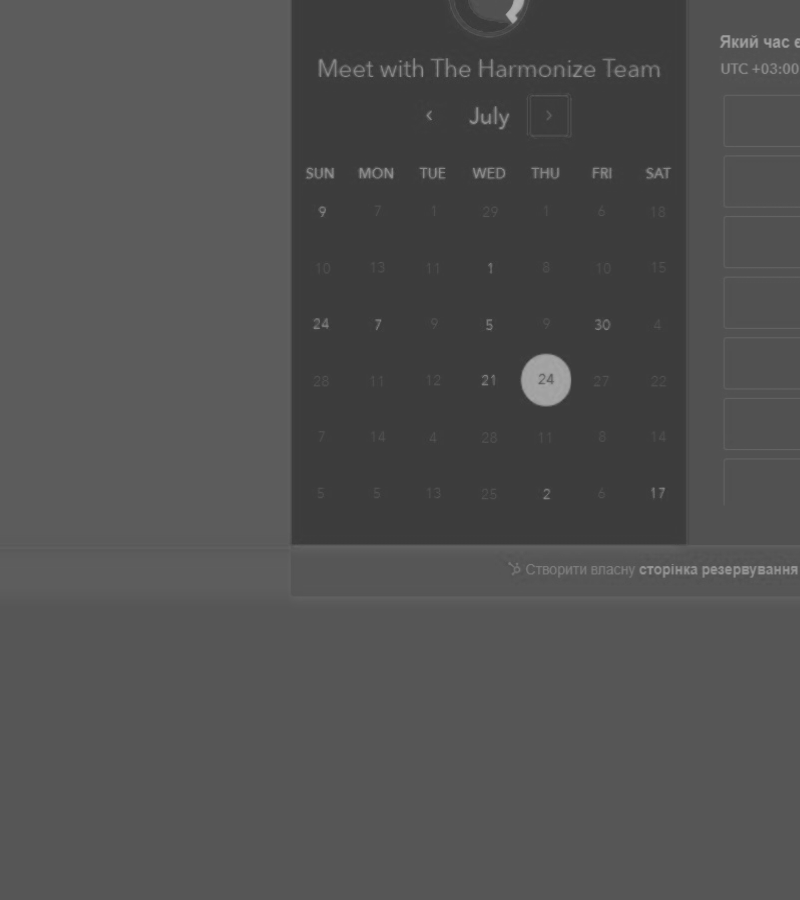 Meet with The Harmonize Team
‹ July ›
SUN MON TUE WED THU FRI SAT
9 7 1 29 1 6 18
10 13 11 1 8 10 15
24 7 9 5 9 30 4
28 11 12 21 24 27 22
7 14 4 28 11 8 14
5 5 13 25 2 6 17
Який час є
UTC +03:00
Створити власну сторінка резервування